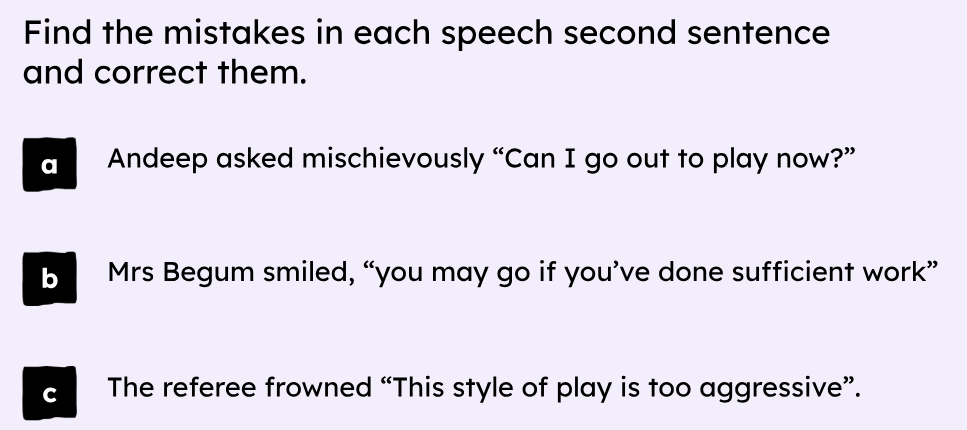 Find the mistakes in each speech second sentence
and correct them.
a Andeep asked mischievously “Can I go out to play now?”
b Mrs Begum smiled, “you may go if you’ve done sufficient work”
c The referee frowned “This style of play is too aggressive”.